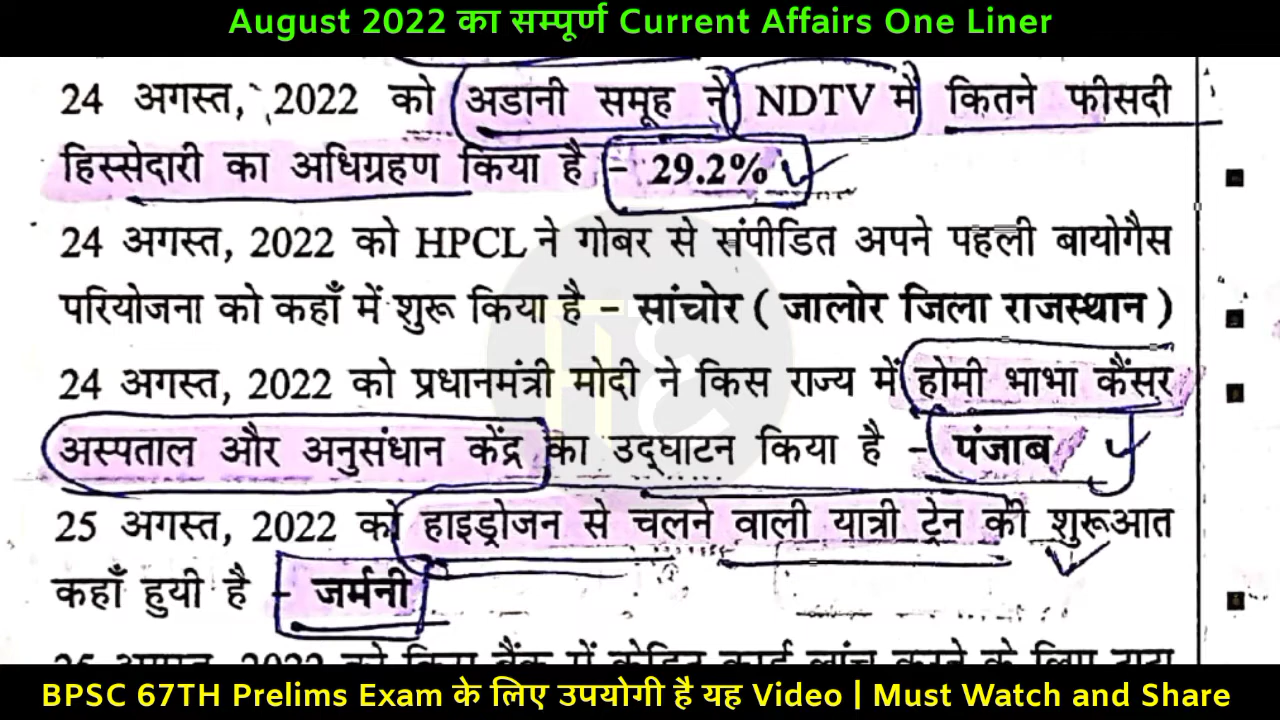 August 2022 का सम्पूर्ण Current Affairs One Liner
24 अगस्त, 2022 को अडानी समूह ने NDTV में कितने फीसदी
हिस्सेदारी का अधिग्रहण किया है - 29.2%
24 अगस्त, 2022 को HPCL ने गोबर से संपीडित अपने पहली बायोगैस
परियोजना को कहाँ में शुरू किया है – सांचोर ( जालोर जिला राजस्थान )
24 अगस्त, 2022 को प्रधानमंत्री मोदी ने किस राज्य में होमी भाभा कैंसर
अस्पताल और अनुसंधान केंद्र का उद्घाटन किया है - पंजाब
25 अगस्त, 2022 को हाइड्रोजन से चलने वाली यात्री ट्रेन की शुरूआत
कहाँ हुयी है - जर्मनी
2022 को किस बैंक में क्रेडिट कार्ड लांच करने के लिए टाटा
BPSC 67TH Prelims Exam के लिए उपयोगी है यह Video | Must Watch and Share